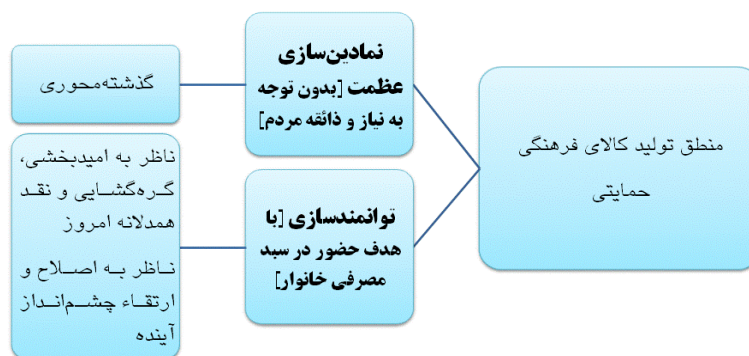 منطق تولید کالای فرهنگی
حمایتی
نمادین‌سازی
عظمت [بدون توجه
به نیاز و ذائقه مردم]
گذشته‌محوری
توانمندسازی [با
هدف حضور در سبد
مصرفی خانوار]
ناظر به امیدبخشی،
گره‌گشایی و نقد
همدلانه امروز
ناظر به اصلاح و
ارتقاء چشم‌انداز
آینده